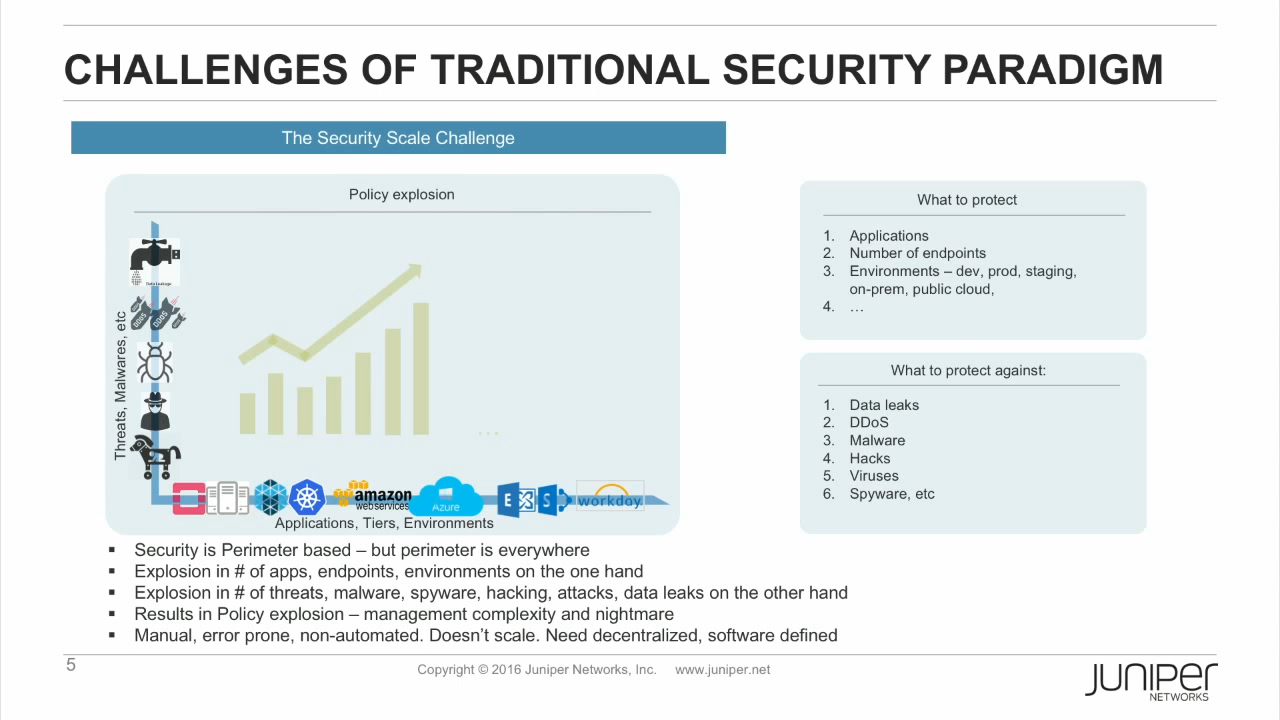 CHALLENGES OF TRADITIONAL SECURITY PARADIGM
The Security Scale Challenge
Policy explosion
Data Leakage
DDoS DDoS
Threats, Malwares, etc
amazon
webservices
Azure
E X
S
workday
Applications, Tiers, Environments
What to protect
1. Applications
2. Number of endpoints
3. Environments – dev, prod, staging,
on-prem, public cloud,
4. …
What to protect against:
1. Data leaks
2. DDoS
3. Malware
4. Hacks
5. Viruses
6. Spyware, etc
...
▪ Security is Perimeter based – but perimeter is everywhere
▪ Explosion in # of apps, endpoints, environments on the one hand
▪ Explosion in # of threats, malware, spyware, hacking, attacks, data leaks on the other hand
▪ Results in Policy explosion – management complexity and nightmare
▪ Manual, error prone, non-automated. Doesn’t scale. Need decentralized, software defined
5
Copyright © 2016 Juniper Networks, Inc. www.juniper.net
JUNIPER
NETWORKS